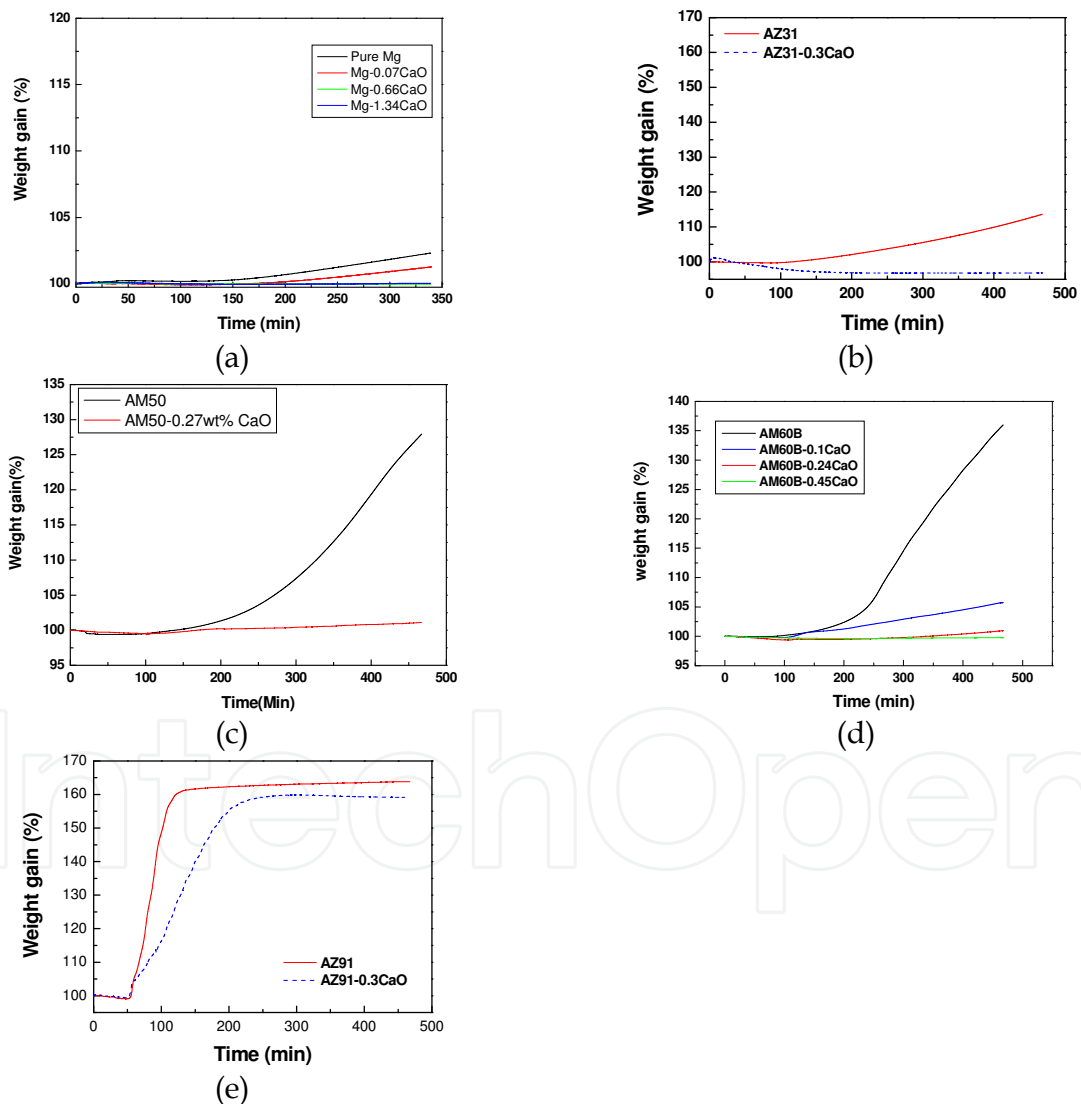 120
115
110
105
100
Weight gain (%)
Pure Mg
Mg-0.07CaO
Mg-0.66CaO
Mg-1.34CaO
0 50 100 150 200 250 300 350
Time (min)
(a)
170
160
150
140
130
120
110
100
Weight gain (%)
AZ31
AZ31-0.3CaO
0 100 200 300 400 500
Time (min)
(b)
135
130
125
120
115
110
105
100
95
Weight gain(%)
AM50
AM50-0.27wt% CaO
0 100 200 300 400 500
Time(Min)
(c)
140
135
130
125
120
115
110
105
100
95
weight gain (%)
AM60B
AM60B-0.1CaO
AM60B-0.24CaO
AM60B-0.45CaO
0 100 200 300 400 500
Time (min)
(d)
170
160
150
140
130
120
110
100
Weight gain (%)
AZ91
AZ91-0.3CaO
0 100 200 300 400 500
Time (min)
(e)
IntechOpen